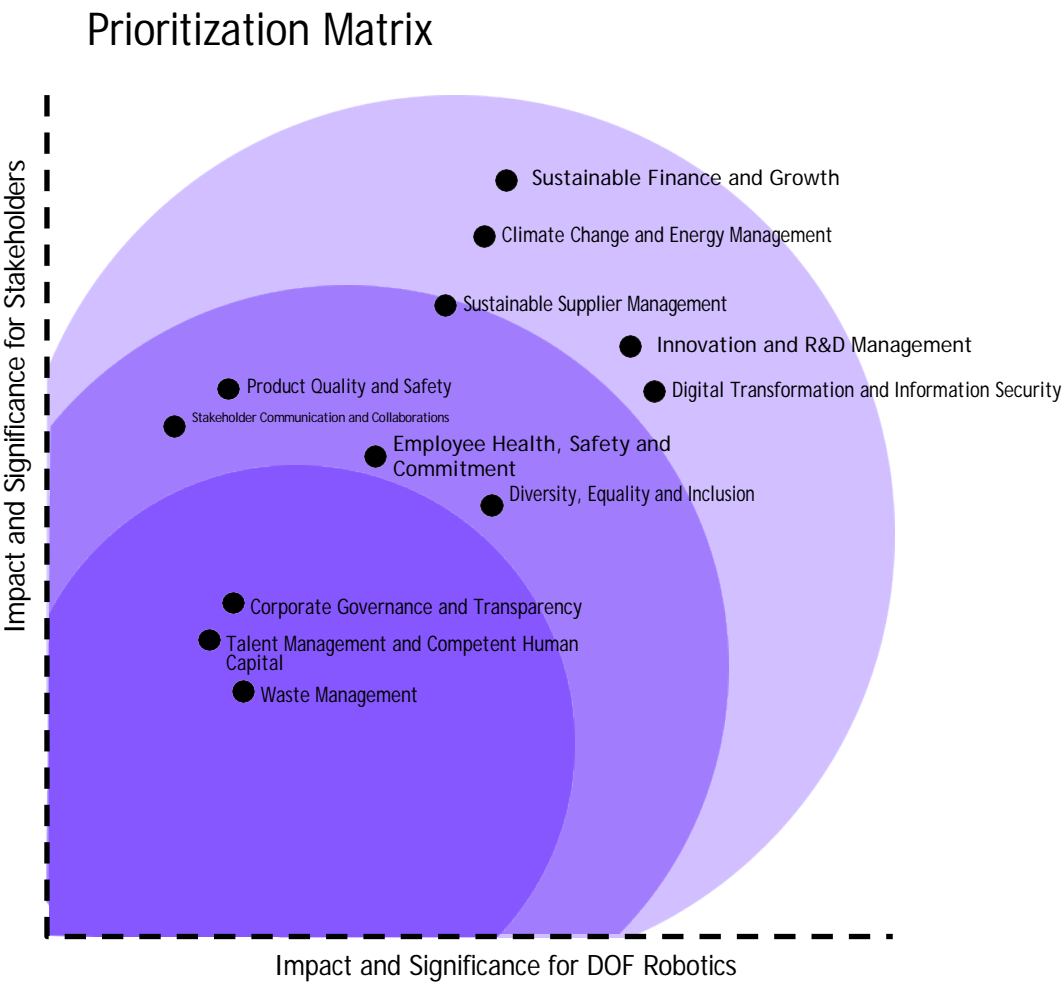 Prioritization Matrix
Impact and Significance for Stakeholders
Sustainable Finance and Growth
Climate Change and Energy Management
Sustainable Supplier Management
Innovation and R&D Management
Product Quality and Safety
Digital Transformation and Information Security
Stakeholder Communication and Collaborations
Employee Health, Safety and
Commitment
Diversity, Equality and Inclusion
Corporate Governance and Transparency
Talent Management and Competent Human
Capital
Waste Management
Impact and Significance for DOF Robotics